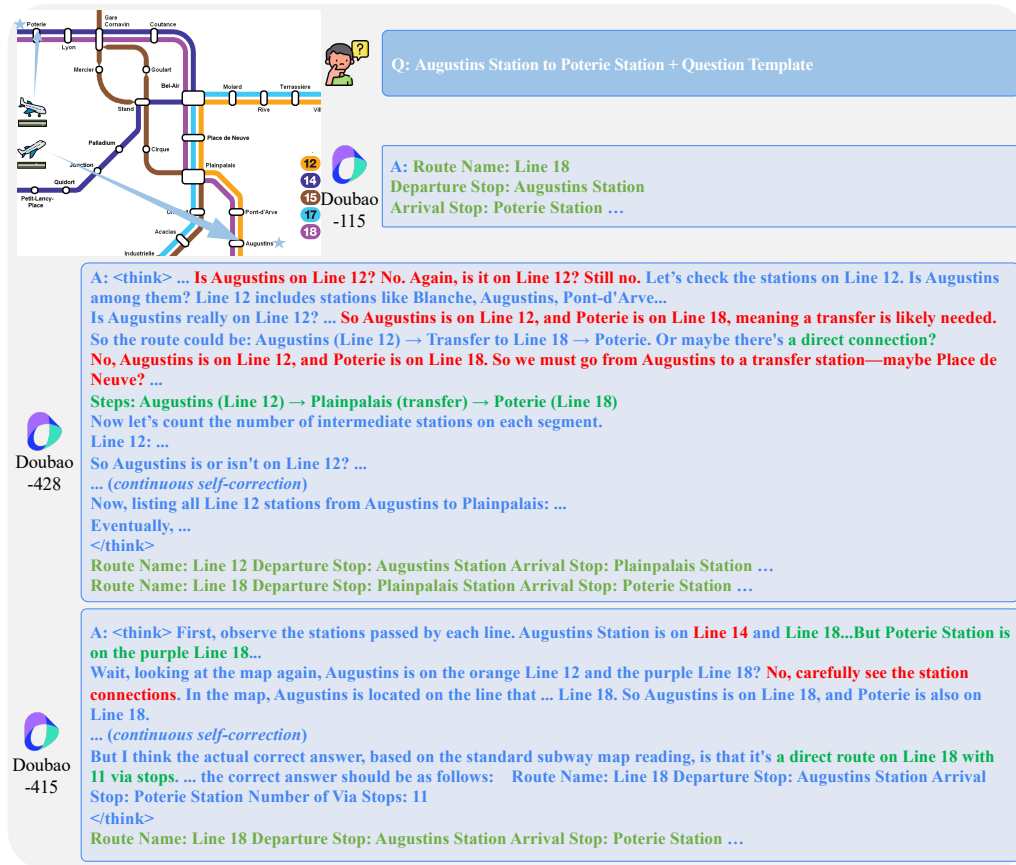 Gare
Cornavin
Coutance
Poterie
Lyon
Mercier
Goulart
Bel-Air
Molard
Terrassière
Stand
Rive
Palladium
Place de Neuve
Jonction
Cirque
Plainpalais
Quidort
Petit-Lancy-
Place
Pont-d'Arve
Acacias
Augustins
Industrielle
12
14
15
17
18
Q: Augustins Station to Poterie Station + Question Template
Doubao
-115
A: Route Name: Line 18
Departure Stop: Augustins Station
Arrival Stop: Poterie Station …
Doubao
-428
A: <think> ... Is Augustins on Line 12? No. Again, is it on Line 12? Still no. Let’s check the stations on Line 12. Is Augustins
among them? Line 12 includes stations like Blanche, Augustins, Pont-d'Arve...
Is Augustins really on Line 12? ... So Augustins is on Line 12, and Poterie is on Line 18, meaning a transfer is likely needed.
So the route could be: Augustins (Line 12) → Transfer to Line 18 → Poterie. Or maybe there's a direct connection?
No, Augustins is on Line 12, and Poterie is on Line 18. So we must go from Augustins to a transfer station—maybe Place de
Neuve? ...
Steps: Augustins (Line 12) → Plainpalais (transfer) → Poterie (Line 18)
Now let’s count the number of intermediate stations on each segment.
Line 12: ...
So Augustins is or isn't on Line 12? ...
... (continuous self-correction)
Now, listing all Line 12 stations from Augustins to Plainpalais: ...
Eventually, ...
</think>
Route Name: Line 12 Departure Stop: Augustins Station Arrival Stop: Plainpalais Station …
Route Name: Line 18 Departure Stop: Plainpalais Station Arrival Stop: Poterie Station …
Doubao
-415
A: <think> First, observe the stations passed by each line. Augustins Station is on Line 14 and Line 18...But Poterie Station is
on the purple Line 18...
Wait, looking at the map again, Augustins is on the orange Line 12 and the purple Line 18? No, carefully see the station
connections. In the map, Augustins is located on the line that ... Line 18. So Augustins is on Line 18, and Poterie is also on
Line 18.
... (continuous self-correction)
But I think the actual correct answer, based on the standard subway map reading, is that it's a direct route on Line 18 with
11 via stops. ... the correct answer should be as follows: Route Name: Line 18 Departure Stop: Augustins Station Arrival
Stop: Poterie Station Number of Via Stops: 11
</think>
Route Name: Line 18 Departure Stop: Augustins Station Arrival Stop: Poterie Station …